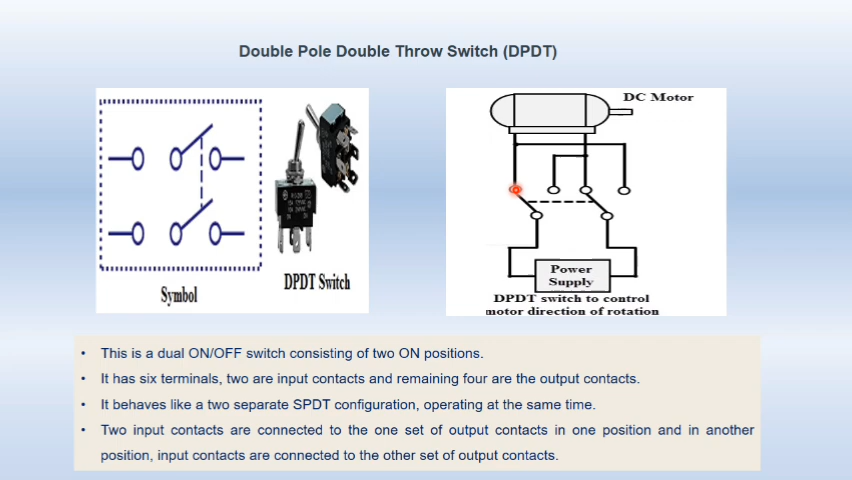 Double Pole Double Throw Switch (DPDT)
DC Motor
DPDT Switch
Symbol
Power
Supply
DPDT switch to control
motor direction of rotation
• This is a dual ON/OFF switch consisting of two ON positions.
• It has six terminals, two are input contacts and remaining four are the output contacts.
• It behaves like a two separate SPDT configuration, operating at the same time.
• Two input contacts are connected to the one set of output contacts in one position and in another
position, input contacts are connected to the other set of output contacts.